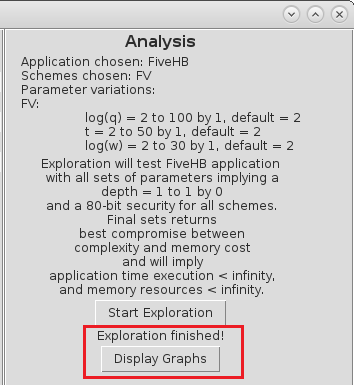 Analysis
Application chosen: FiveHB
Schemes chosen: FV
Parameter variations:
FV:
log(q) = 2 to 100 by 1, default = 2
t = 2 to 50 by 1, default = 2
log(w) = 2 to 30 by 1, default = 2
Exploration will test FiveHB application
with all sets of parameters implying a
depth = 1 to 1 by 0
and a 80-bit security for all schemes.
Final sets returns
best compromise between
complexity and memory cost
and will imply
application time execution < infinity,
and memory resources < infinity.
Start Exploration
Exploration finished!
Display Graphs